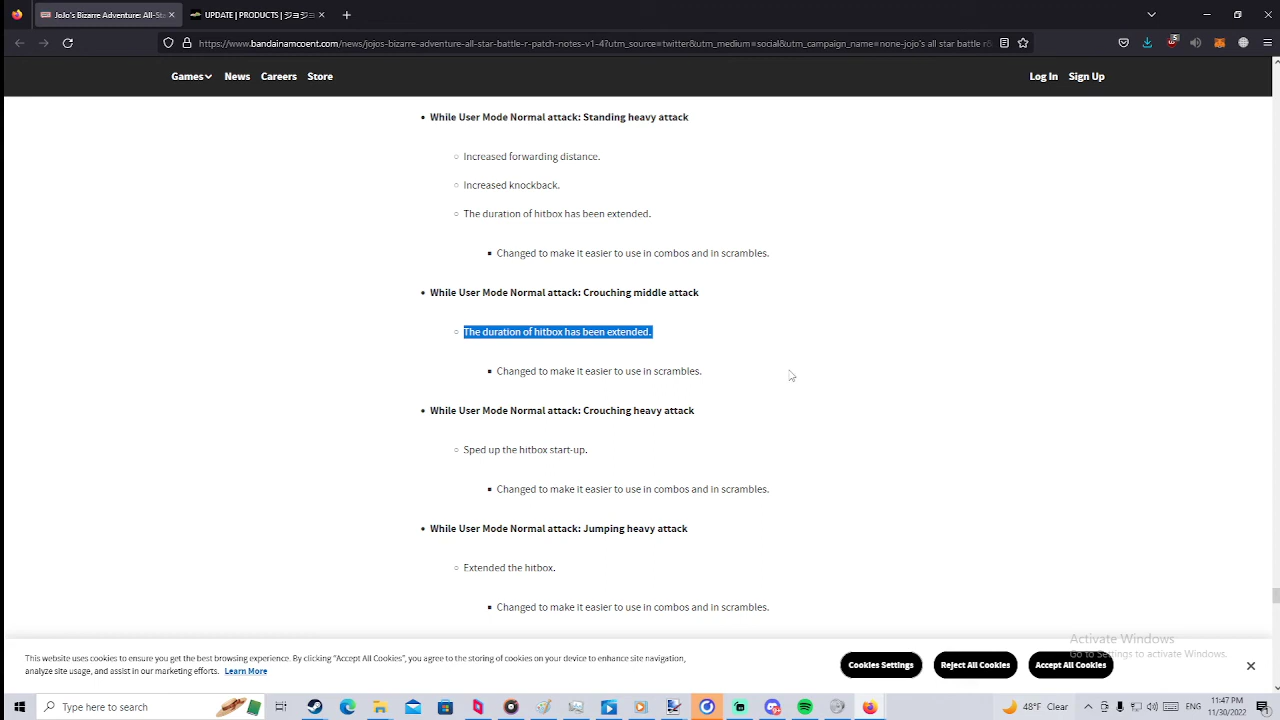 Jojo's Bizarre Adventure: All-Sta
UPDATE | PRODUCTS | ジョジ
https://www.bandainamcoent.com/news/jojos-bizarre-adventure-all-star-battle-r-patch-notes-v1-4?utm_source=twitter&utm_medium=social&utm_campaign_name=none-jojo's all star battle r&
Games News Careers Store Log In Sign Up
• While User Mode Normal attack: Standing heavy attack
○ Increased forwarding distance.
○ Increased knockback.
○ The duration of hitbox has been extended.
▪ Changed to make it easier to use in combos and in scrambles.
• While User Mode Normal attack: Crouching middle attack
○ The duration of hitbox has been extended.
▪ Changed to make it easier to use in scrambles.
• While User Mode Normal attack: Crouching heavy attack
○ Sped up the hitbox start-up.
▪ Changed to make it easier to use in combos and in scrambles.
• While User Mode Normal attack: Jumping heavy attack
○ Extended the hitbox.
▪ Changed to make it easier to use in combos and in scrambles.
Activate Windows
Go to Settings to activate Windows.
This website uses cookies to ensure you get the best browsing experience. By clicking "Accept All Cookies", you agree to the storing of cookies on your device to enhance site navigation,
analyze site usage, and assist in our marketing efforts. Learn More
Cookies Settings Reject All Cookies Accept All Cookies
Type here to search
48°F Clear
ENG
11:47 PM
11/30/2022